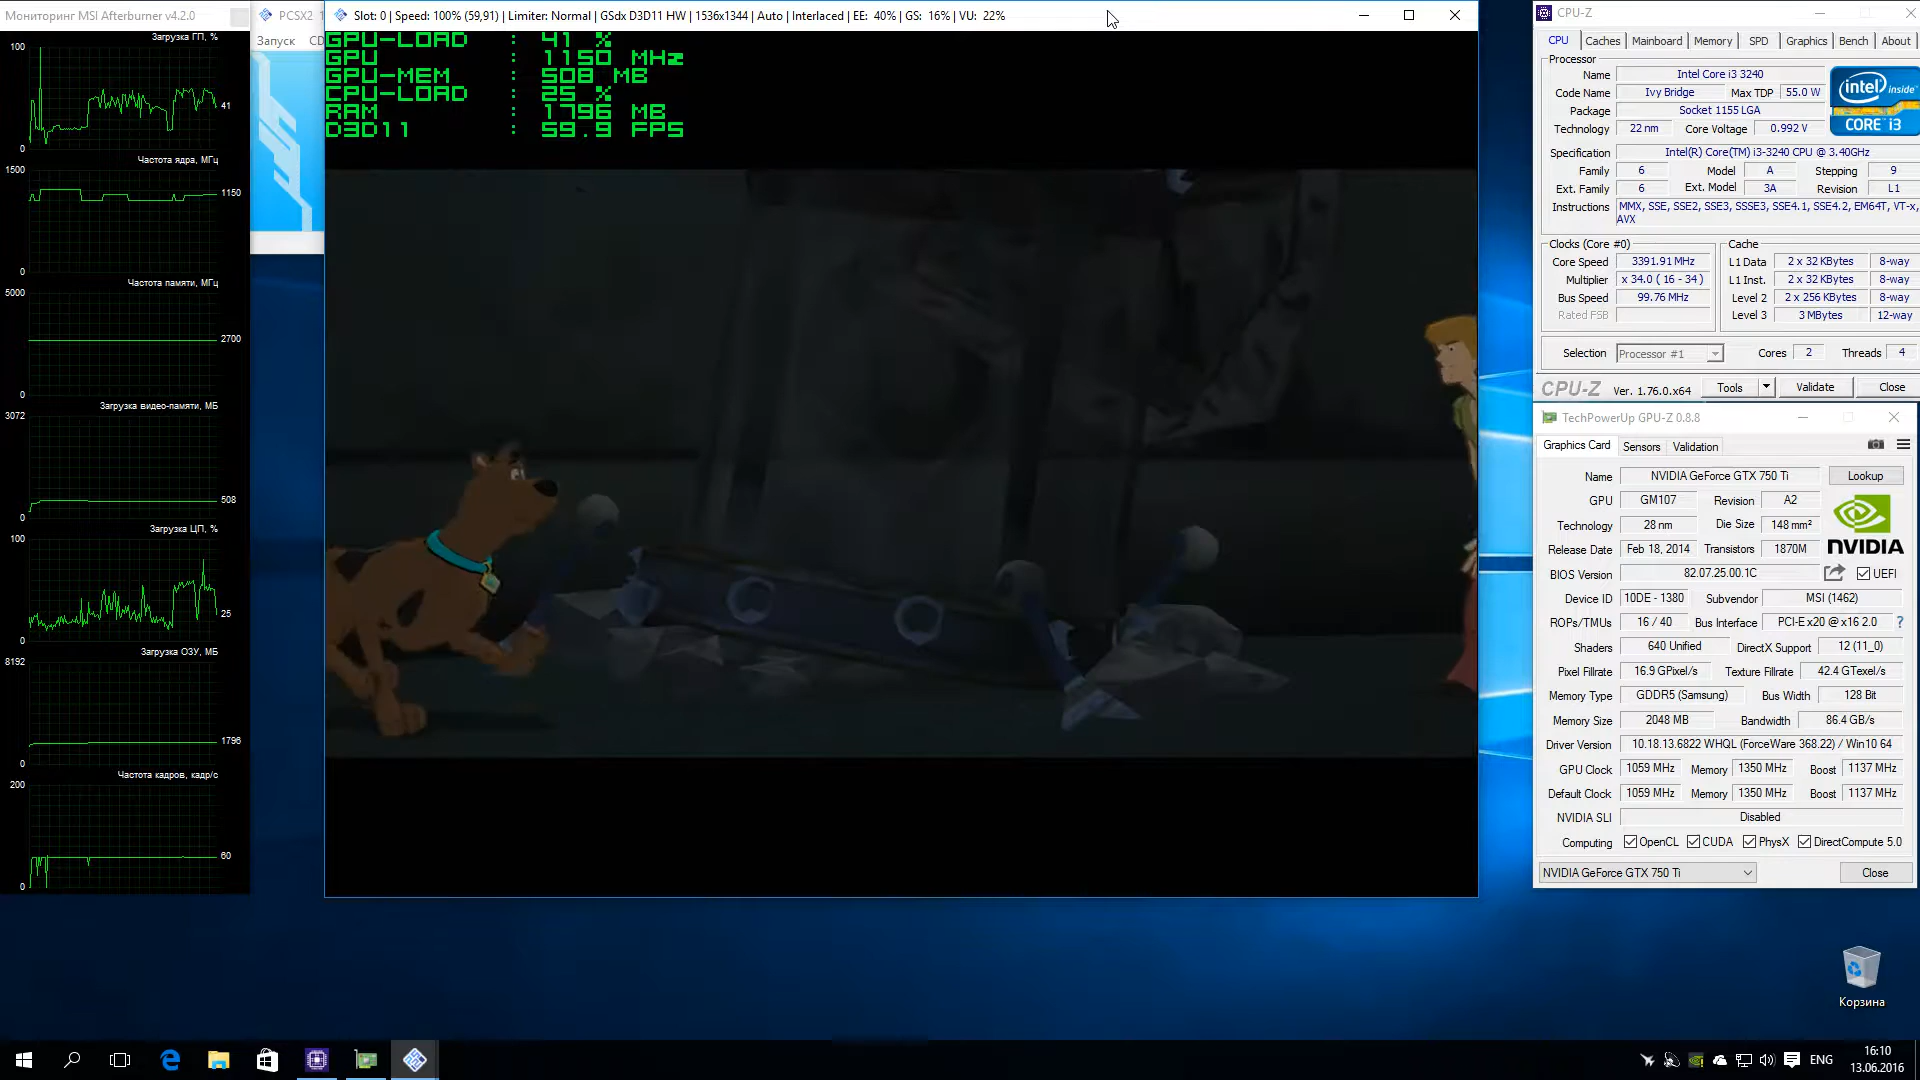 Мониторинг MSI Afterburner v4.2.0
Загрузка ГП, %
100
41
0
Частота ядра, МГц
1500
1150
0
Частота памяти, МГц
5000
2700
0
Загрузка видео-памяти, МБ
3072
508
0
Загрузка ЦП, %
100
25
0
Загрузка ОЗУ, МБ
8192
1796
0
Частота кадров, кадр/с
200
60
0
PCSX2 1
Запуск CD
Slot: 0 | Speed: 100% (59,91) | Limiter: Normal | GSdx D3D11 HW | 1536x1344 | Auto | Interlaced | EE: 40% | GS: 16% | VU: 22%
GPU-LOAD : 41 %
GPU : 1150 MHz
GPU-MEM : 508 MB
CPU-LOAD : 25 %
RAM : 1796 MB
D3D11 : 59.9 FPS
CPU-Z
CPU Caches Mainboard Memory SPD Graphics Bench About
Processor
Name Intel Core i3 3240
Code Name Ivy Bridge Max TDP 55.0 W
Package Socket 1155 LGA
Technology 22 nm Core Voltage 0.992 V
intel inside
CORE i3
Specification Intel(R) Core(TM) i3-3240 CPU @ 3.40GHz
Family 6 Model A Stepping 9
Ext. Family 6 Ext. Model 3A Revision L1
Instructions MMX, SSE, SSE2, SSE3, SSSE3, SSE4.1, SSE4.2, EM64T, VT-x,
AVX
Clocks (Core #0) Cache
Core Speed 3391.91 MHz L1 Data 2 x 32 KBytes 8-way
Multiplier x 34.0 ( 16 - 34 ) L1 Inst. 2 x 32 KBytes 8-way
Bus Speed 99.76 MHz Level 2 2 x 256 KBytes 8-way
Rated FSB Level 3 3 MBytes 12-way
Selection Processor #1 Cores 2 Threads 4
CPU-Z Ver. 1.76.0.x64 Tools Validate Close
TechPowerUp GPU-Z 0.8.8
Graphics Card Sensors Validation
Name NVIDIA GeForce GTX 750 Ti Lookup
GPU GM107 Revision A2
Technology 28 nm Die Size 148 mm²
Release Date Feb 18, 2014 Transistors 1870M
NVIDIA
BIOS Version 82.07.25.00.1C UEFI
Device ID 10DE - 1380 Subvendor MSI (1462)
ROPs/TMUs 16 / 40 Bus Interface PCI-E x20 @ x16 2.0 ?
Shaders 640 Unified DirectX Support 12 (11_0)
Pixel Fillrate 16.9 GPixel/s Texture Fillrate 42.4 GTexel/s
Memory Type GDDR5 (Samsung) Bus Width 128 Bit
Memory Size 2048 MB Bandwidth 86.4 GB/s
Driver Version 10.18.13.6822 WHQL (ForceWare 368.22) / Win10 64
GPU Clock 1059 MHz Memory 1350 MHz Boost 1137 MHz
Default Clock 1059 MHz Memory 1350 MHz Boost 1137 MHz
NVIDIA SLI Disabled
Computing OpenCL CUDA PhysX DirectCompute 5.0
NVIDIA GeForce GTX 750 Ti Close
Корзина
ENG
16:10
13.06.2016